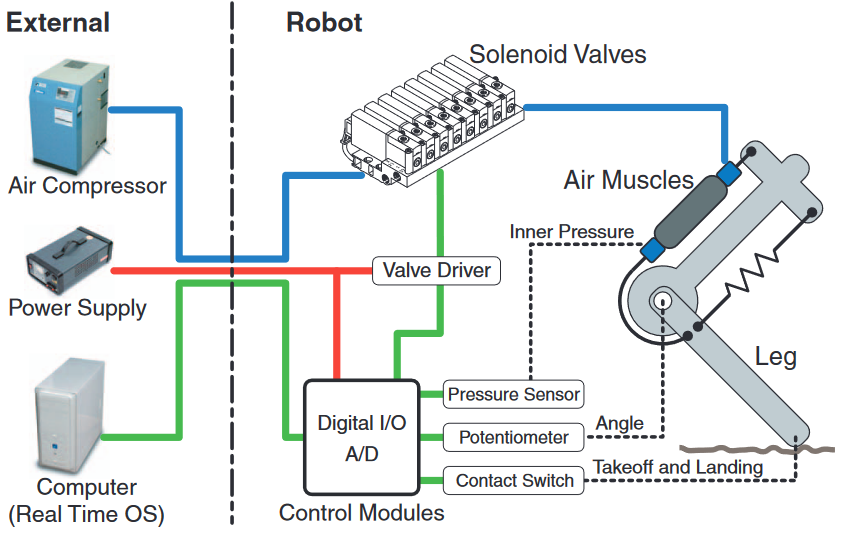 External
Robot
Solenoid Valves
Air Compressor
Air Muscles
Inner Pressure
Valve Driver
Power Supply
Leg
Pressure Sensor
Digital I/O
A/D
Angle
Potentiometer
Takeoff and Landing
Contact Switch
Computer
(Real Time OS)
Control Modules